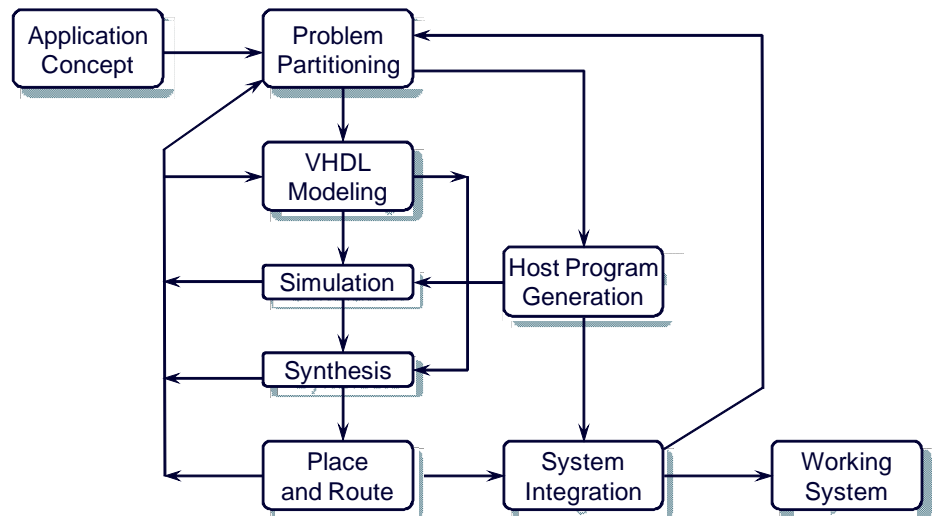 Application
Concept
Problem
Partitioning
VHDL
Modeling
Simulation
Host Program
Generation
Synthesis
Place
and Route
System
Integration
Working
System